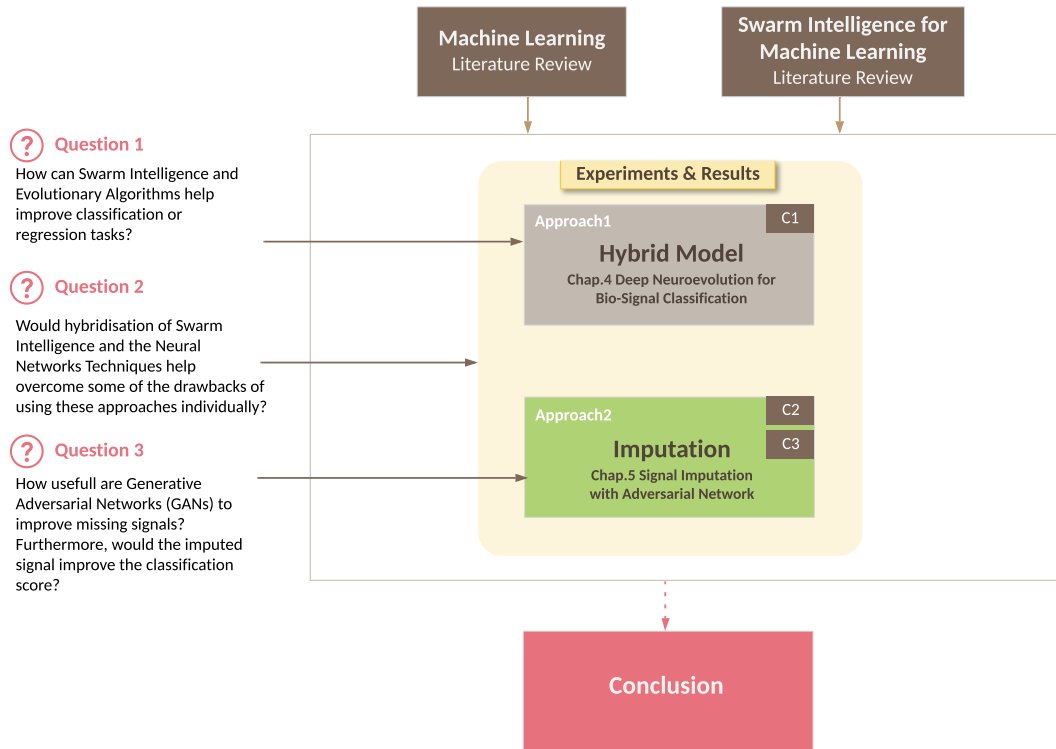 Machine Learning
Literature Review
Swarm Intelligence for
Machine Learning
Literature Review
?
Question 1
How can Swarm Intelligence and
Evolutionary Algorithms help
improve classification or
regression tasks?
?
Question 2
Would hybridisation of Swarm
Intelligence and the Neural
Networks Techniques help
overcome some of the drawbacks of
using these approaches individually?
?
Question 3
How usefull are Generative
Adversarial Networks (GANs) to
improve missing signals?
Furthermore, would the imputed
signal improve the classification
score?
Experiments & Results
Approach1
C1
Hybrid Model
Chap.4 Deep Neuroevolution for
Bio-Signal Classification
Approach2
C2
C3
Imputation
Chap.5 Signal Imputation
with Adversarial Network
Conclusion